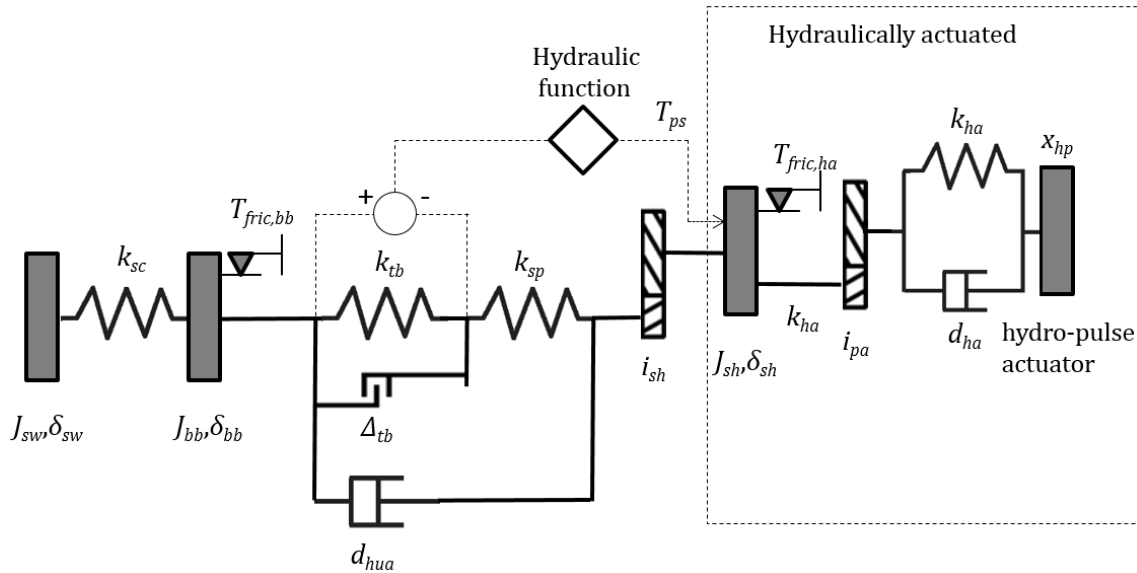 Hydraulically actuated
Hydraulic
function
T_ps
k_ha
x_hp
T_fric,ha
+
-
T_fric,bb
k_sc
k_tb
k_sp
k_ha
d_ha
hydro-pulse
actuator
i_sh
J_sh,δ_sh
i_pa
J_sw,δ_sw
J_bb,δ_bb
Δ_tb
d_hua